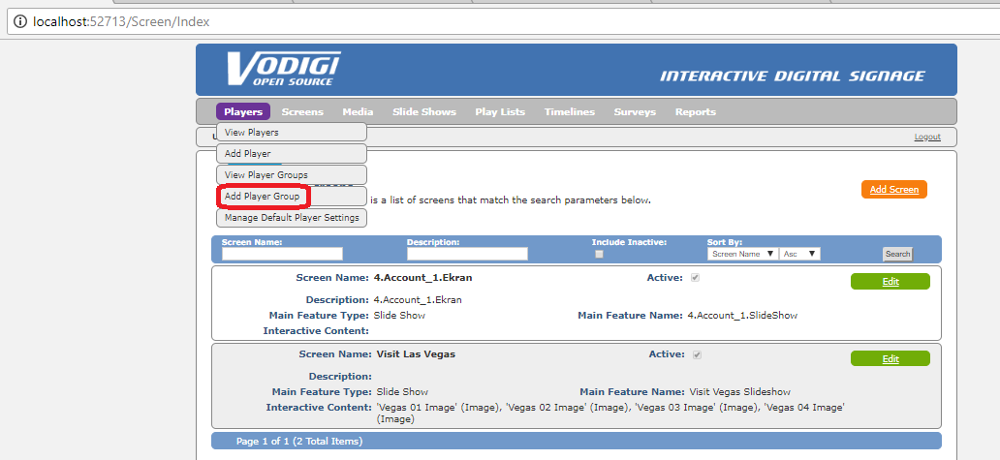 localhost:52713/Screen/Index
VODIGI
OPEN SOURCE
INTERACTIVE DIGITAL SIGNAGE
Players Screens Media Slide Shows Play Lists Timelines Surveys Reports
View Players
Logout
Add Player
View Player Groups
Add Screen
Add Player Group
is a list of screens that match the search parameters below.
Manage Default Player Settings
Screen Name: Description: Include Inactive: Sort By:
Screen Name Asc Search
Screen Name: 4.Account_1.Ekran Active:
Edit
Description: 4.Account_1.Ekran
Main Feature Type: Slide Show Main Feature Name: 4.Account_1.SlideShow
Interactive Content:
Screen Name: Visit Las Vegas Active:
Edit
Description:
Main Feature Type: Slide Show Main Feature Name: Visit Vegas Slideshow
Interactive Content: 'Vegas 01 Image' (Image), 'Vegas 02 Image' (Image), 'Vegas 03 Image' (Image), 'Vegas 04 Image'
(Image)
Page 1 of 1 (2 Total Items)